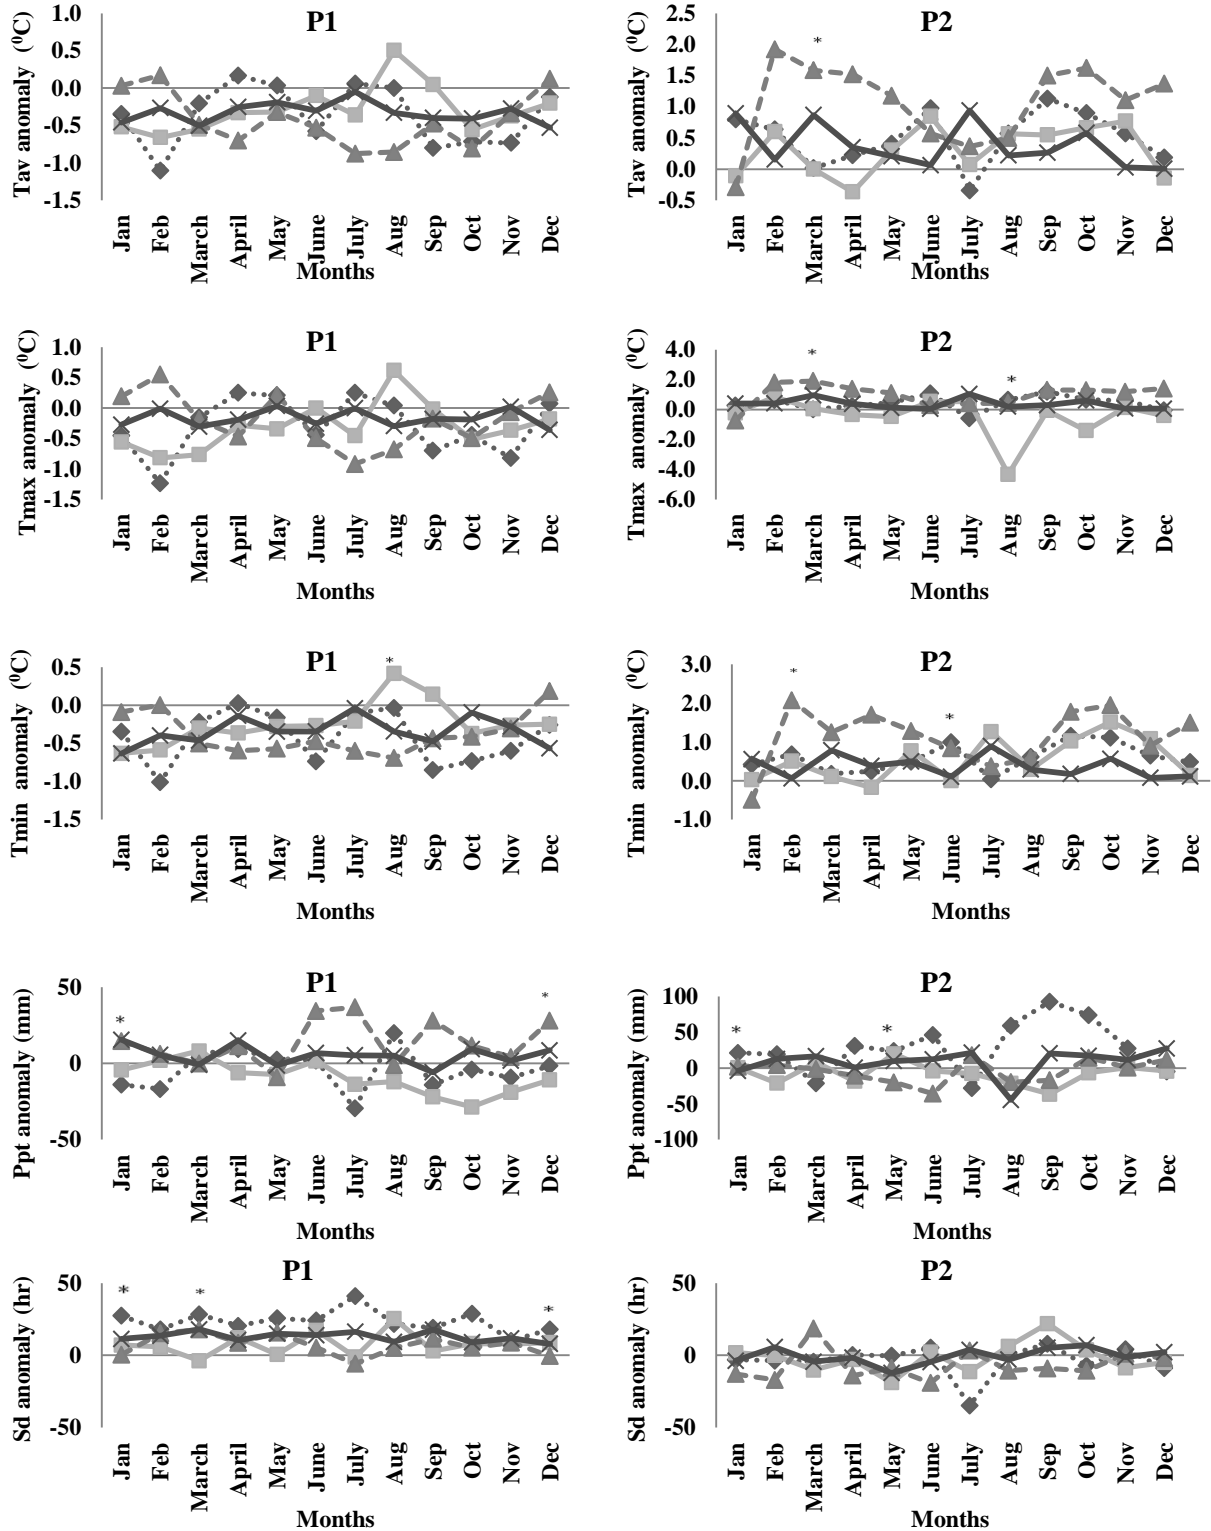 P1
Tav anomaly (⁰C)
1.0
0.5
0.0
-0.5
-1.0
-1.5
Jan Feb March April May June July Aug Sep Oct Nov Dec
Months
P2
*
Tav anomaly (⁰C)
2.5
2.0
1.5
1.0
0.5
0.0
-0.5
Jan Feb March April May June July Aug Sep Oct Nov Dec
Months
P1
Tmax anomaly (⁰C)
1.0
0.5
0.0
-0.5
-1.0
-1.5
Jan Feb March April May June July Aug Sep Oct Nov Dec
Months
P2
* *
Tmax anomaly (⁰C)
4.0
2.0
0.0
-2.0
-4.0
-6.0
Jan Feb March April May June July Aug Sep Oct Nov Dec
Months
P1
*
Tmin anomaly (⁰C)
0.5
0.0
-0.5
-1.0
-1.5
Jan Feb March April May June July Aug Sep Oct Nov Dec
Months
P2
* *
Tmin anomaly (⁰C)
3.0
2.0
1.0
0.0
-1.0
Jan Feb March April May June July Aug Sep Oct Nov Dec
Months
P1
* *
Ppt anomaly (mm)
50
0
-50
Jan Feb March April May June July Aug Sep Oct Nov Dec
Months
P2
* *
Ppt anomaly (mm)
100
50
0
-50
-100
Jan Feb March April May June July Aug Sep Oct Nov Dec
Months
P1
* * *
Sd anomaly (hr)
50
0
-50
Jan Feb March April May June July Aug Sep Oct Nov Dec
Months
P2
Sd anomaly (hr)
50
0
-50
Jan Feb March April May June July Aug Sep Oct Nov Dec
Months